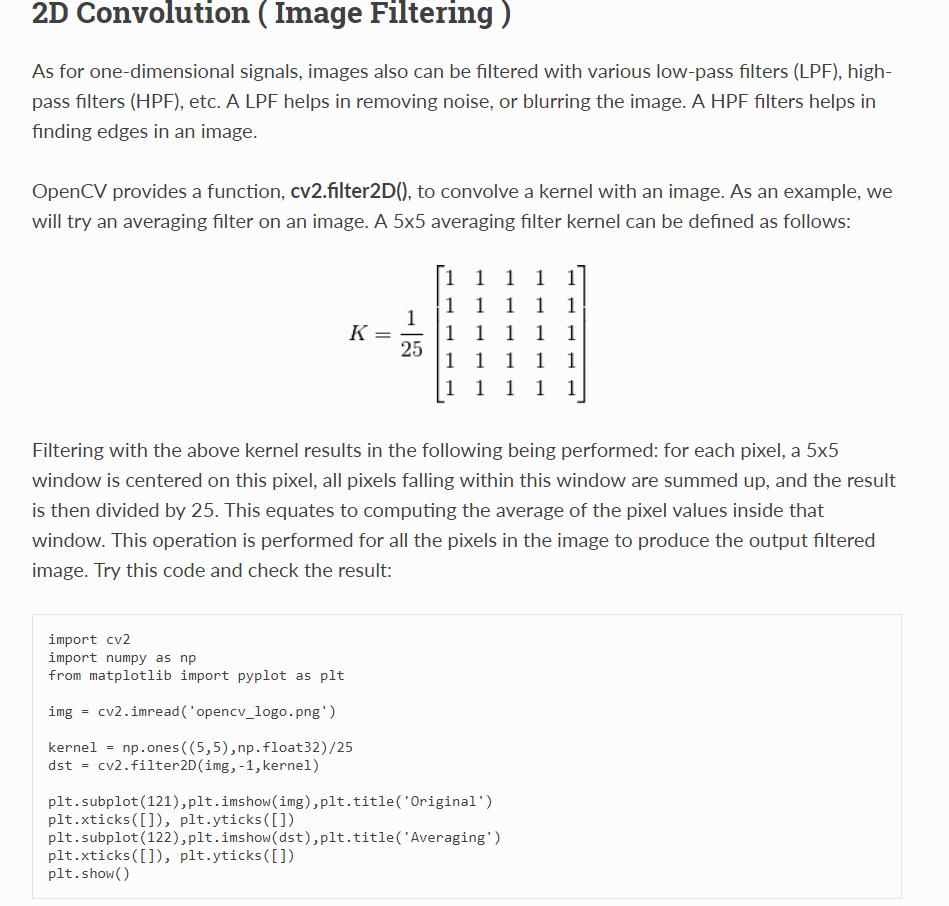 2D Convolution ( Image Filtering )
As for one-dimensional signals, images also can be filtered with various low-pass filters (LPF), high-
pass filters (HPF), etc. A LPF helps in removing noise, or blurring the image. A HPF filters helps in
finding edges in an image.
OpenCV provides a function, cv2.filter2D(), to convolve a kernel with an image. As an example, we
will try an averaging filter on an image. A 5x5 averaging filter kernel can be defined as follows:
K = 1/25 [1 1 1 1 1
1 1 1 1 1
1 1 1 1 1
1 1 1 1 1
1 1 1 1 1]
Filtering with the above kernel results in the following being performed: for each pixel, a 5x5
window is centered on this pixel, all pixels falling within this window are summed up, and the result
is then divided by 25. This equates to computing the average of the pixel values inside that
window. This operation is performed for all the pixels in the image to produce the output filtered
image. Try this code and check the result:
import cv2
import numpy as np
from matplotlib import pyplot as plt
img = cv2.imread('opencv_logo.png')
kernel = np.ones((5,5),np.float32)/25
dst = cv2.filter2D(img,-1,kernel)
plt.subplot(121),plt.imshow(img),plt.title('Original')
plt.xticks([]), plt.yticks([])
plt.subplot(122),plt.imshow(dst),plt.title('Averaging')
plt.xticks([]), plt.yticks([])
plt.show()